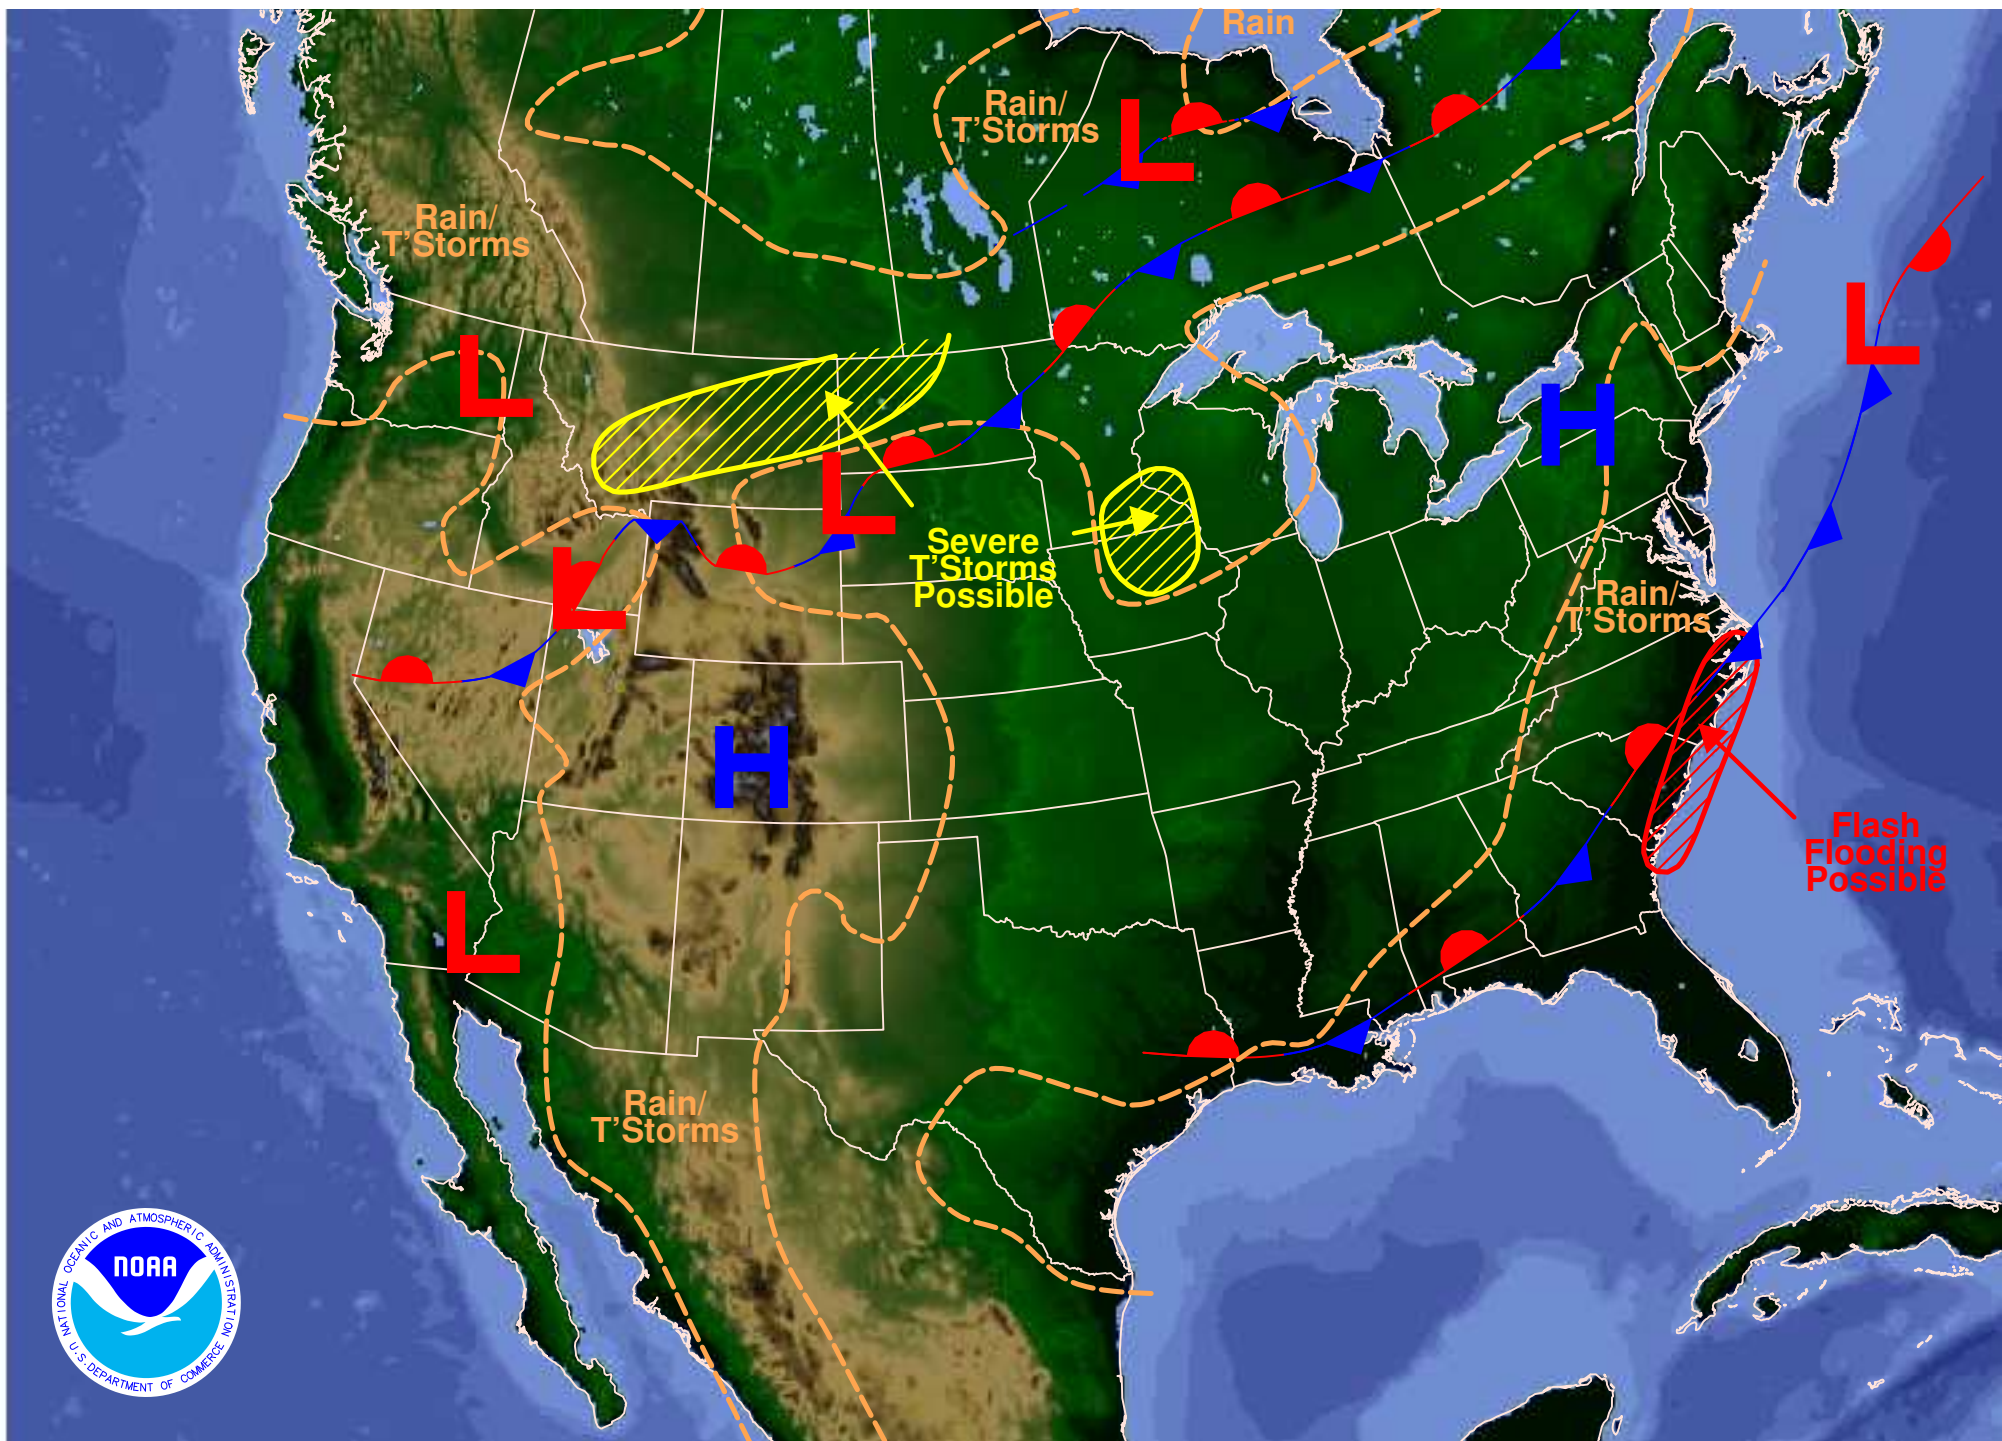 Rain
Rain/
T'Storms
L
Rain/
T'Storms
L
L
H
L
Severe
T'Storms
Possible
L
Rain/
T'Storms
H
Flash
Flooding
Possible
L
Rain/
T'Storms
NATIONAL OCEANIC AND ATMOSPHERIC ADMINISTRATION
NOAA
U.S. DEPARTMENT OF COMMERCE